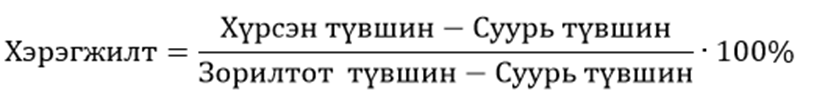 Хэрэгжилт = (Хүрсэн түвшин − Суурь түвшин) / (Зорилтот түвшин − Суурь түвшин) · 100%